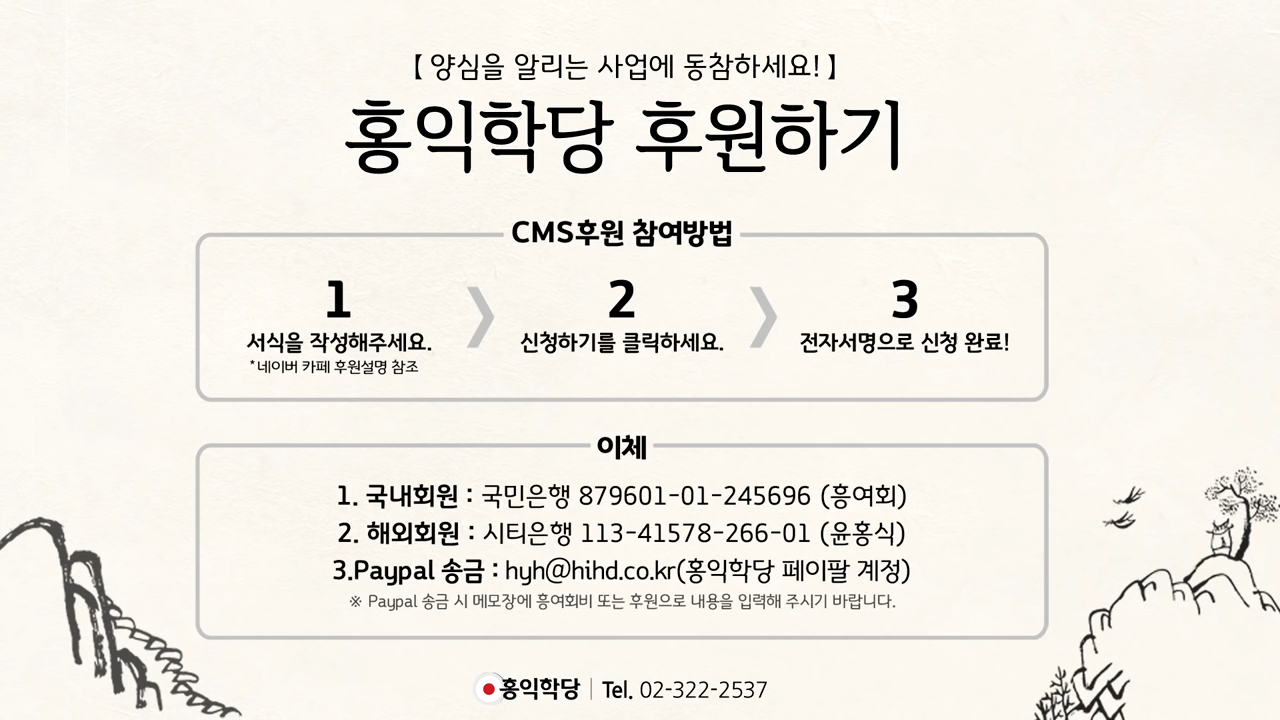 【 양심을 알리는 사업에 동참하세요! 】
홍익학당 후원하기
CMS후원 참여방법
1
서식을 작성해주세요.
*네이버 카페 후원설명 참조
2
신청하기를 클릭하세요.
3
전자서명으로 신청 완료!
이체
1. 국내회원 : 국민은행 879601-01-245696 (흥여회)
2. 해외회원 : 시티은행 113-41578-266-01 (윤홍식)
3.Paypal 송금 : hyh@hihd.co.kr(홍익학당 페이팔 계정)
※ Paypal 송금 시 메모장에 흥여회비 또는 후원으로 내용을 입력해 주시기 바랍니다.
홍익학당 | Tel. 02-322-2537